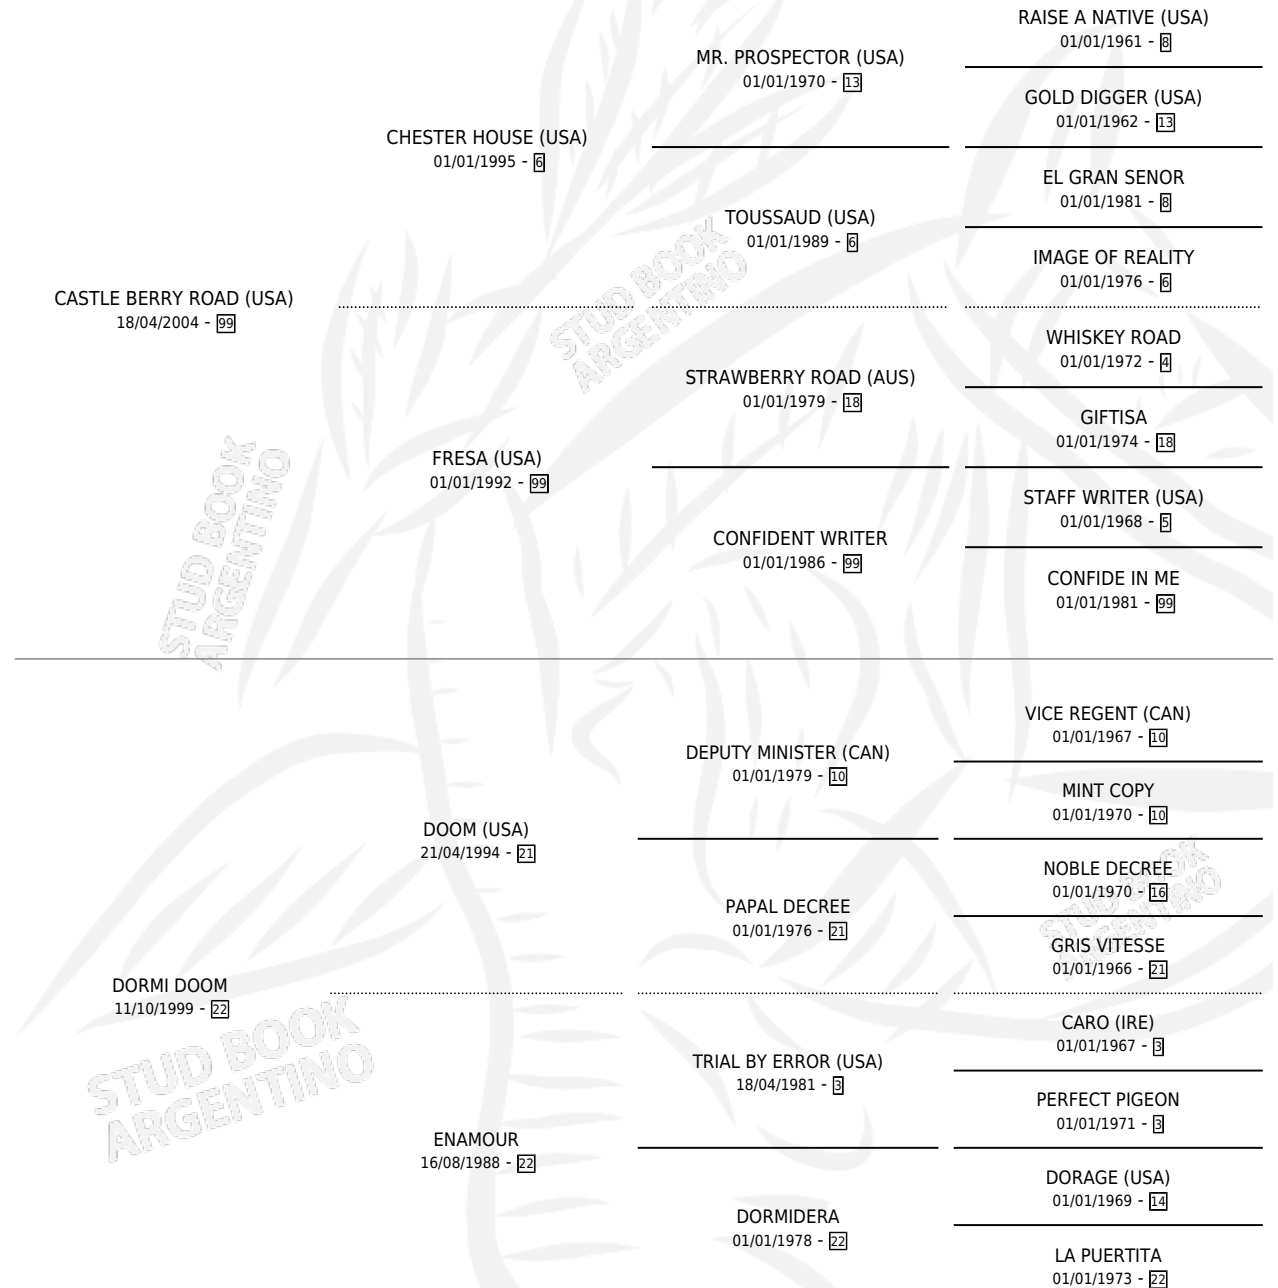 RAISE A NATIVE (USA)
01/01/1961 - 8
MR. PROSPECTOR (USA)
01/01/1970 - 13
GOLD DIGGER (USA)
01/01/1962 - 13
CHESTER HOUSE (USA)
01/01/1995 - 6
EL GRAN SENOR
01/01/1981 - 8
TOUSSAUD (USA)
01/01/1989 - 6
IMAGE OF REALITY
01/01/1976 - 6
CASTLE BERRY ROAD (USA)
18/04/2004 - 99
WHISKEY ROAD
01/01/1972 - 4
STRAWBERRY ROAD (AUS)
01/01/1979 - 18
GIFTISA
01/01/1974 - 18
FRESA (USA)
01/01/1992 - 99
STAFF WRITER (USA)
01/01/1968 - 5
CONFIDENT WRITER
01/01/1986 - 99
CONFIDE IN ME
01/01/1981 - 99
STUD BOOK
ARGENTINO
STUD BOOK
ARGENTINO
VICE REGENT (CAN)
01/01/1967 - 10
DEPUTY MINISTER (CAN)
01/01/1979 - 10
MINT COPY
01/01/1970 - 10
DOOM (USA)
21/04/1994 - 21
NOBLE DECREE
01/01/1970 - 16
PAPAL DECREE
01/01/1976 - 21
GRIS VITESSE
01/01/1966 - 21
DORMI DOOM
11/10/1999 - 22
CARO (IRE)
01/01/1967 - 3
TRIAL BY ERROR (USA)
18/04/1981 - 3
PERFECT PIGEON
01/01/1971 - 3
ENAMOUR
16/08/1988 - 22
DORAGE (USA)
01/01/1969 - 14
DORMIDERA
01/01/1978 - 22
LA PUERTITA
01/01/1973 - 22
STUD BOOK
ARGENTINO
STUD BOOK
ARGENTINO